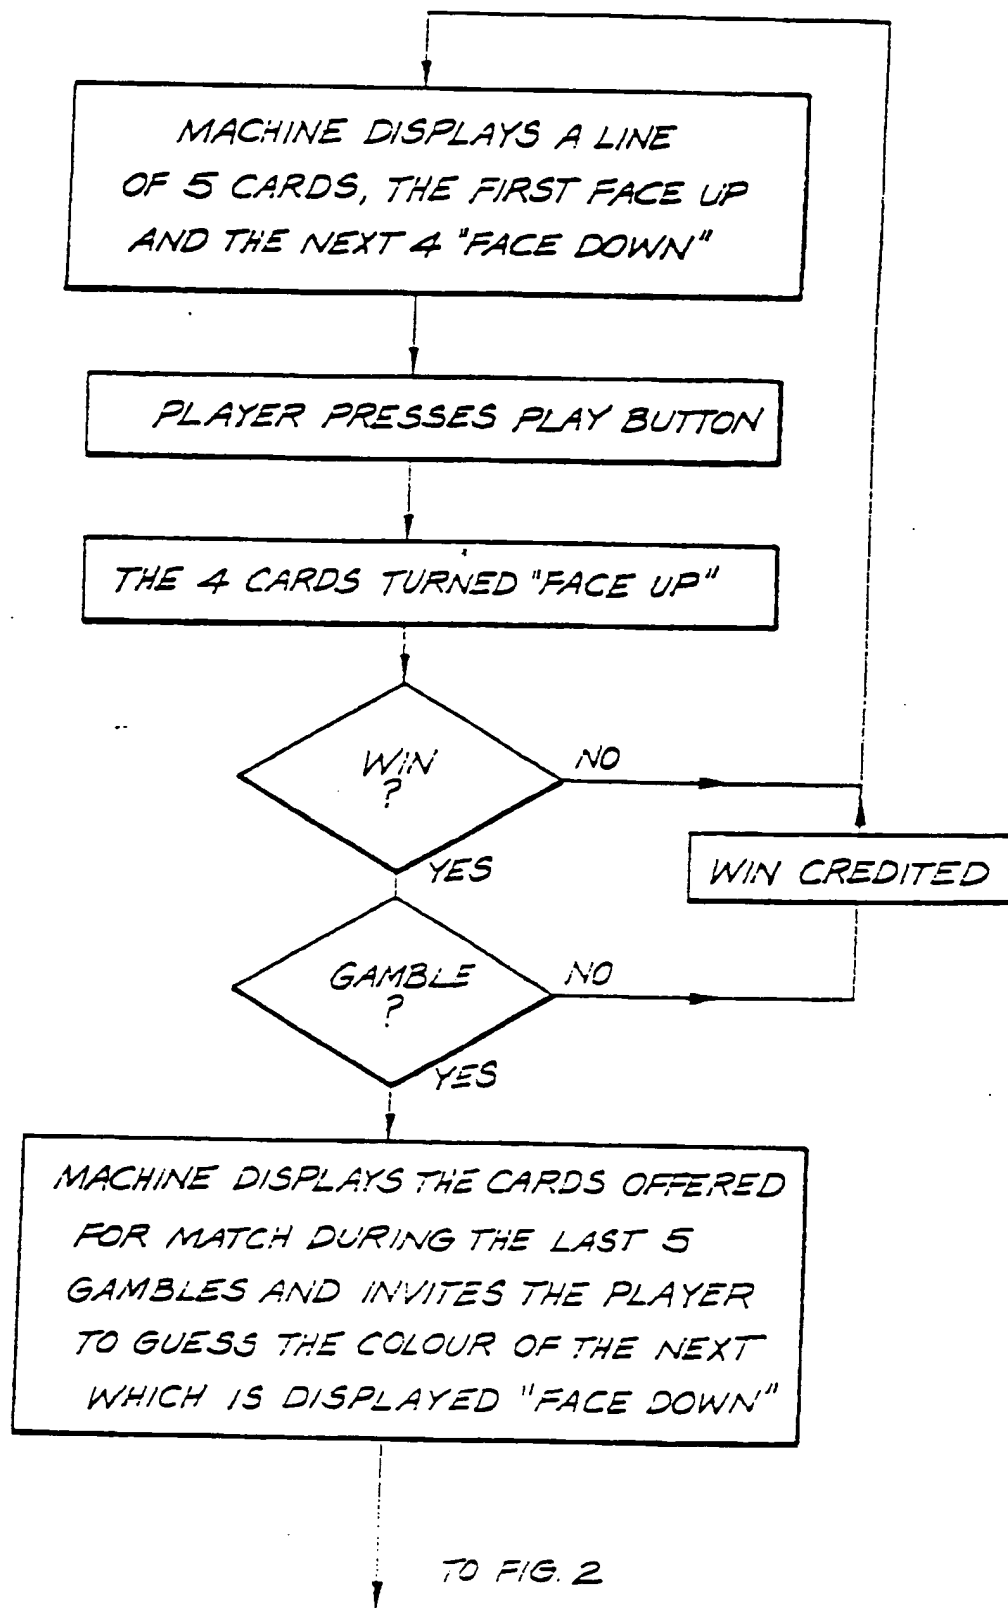 MACHINE DISPLAYS A LINE
OF 5 CARDS, THE FIRST FACE UP
AND THE NEXT 4 "FACE DOWN"
PLAYER PRESSES PLAY BUTTON
THE 4 CARDS TURNED "FACE UP"
WIN
?
NO
YES
WIN CREDITED
GAMBLE
?
NO
YES
MACHINE DISPLAYS THE CARDS OFFERED
FOR MATCH DURING THE LAST 5
GAMBLES AND INVITES THE PLAYER
TO GUESS THE COLOUR OF THE NEXT
WHICH IS DISPLAYED "FACE DOWN"
TO FIG. 2